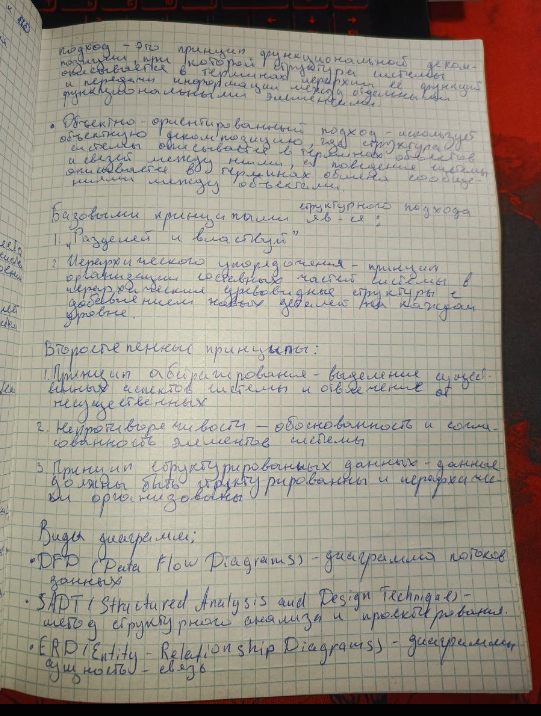 подход - это принцип функциональной деком-
позиции при которой структуры системы
описывается в терминах иерархии её функций
и передачи информации между отдельными
функциональными элементами.
• Объектно-ориентированный подход - использует
объектную декомпозицию, где структура
системы описывается в терминах объектов
и связей между ними, а поведение системы
описывается в терминах обмена сообще-
ниями между объектами.
структурного подхода
Базовыми принципами яв-ся:
1. "Разделей и властвуй"
2. Иерархического упорядочения - принцип
организации составных частей системы в
иерархические древовидные структуры с
добавлением новых деталей на каждом
уровне.
Второстепенные принципы:
1. Принцип абстрагирования - выделение сущест-
венных аспектов системы и отвлечение от
несущественных
2. Непротиворечивости - обоснованность и согла-
сованность элементов системы
3. Принцип структурированных данных - данные
должны быть структурированны и иерархиче-
ки организованы
Виды диаграмм:
• DFD (Data Flow Diagrams) - диаграмма потоков
данных
• SADT (Structured Analysis and Design Technique) -
метод структурного анализа и проектирования.
• ERD (Entity - Relationship Diagrams) - диаграммы
сущность - связь